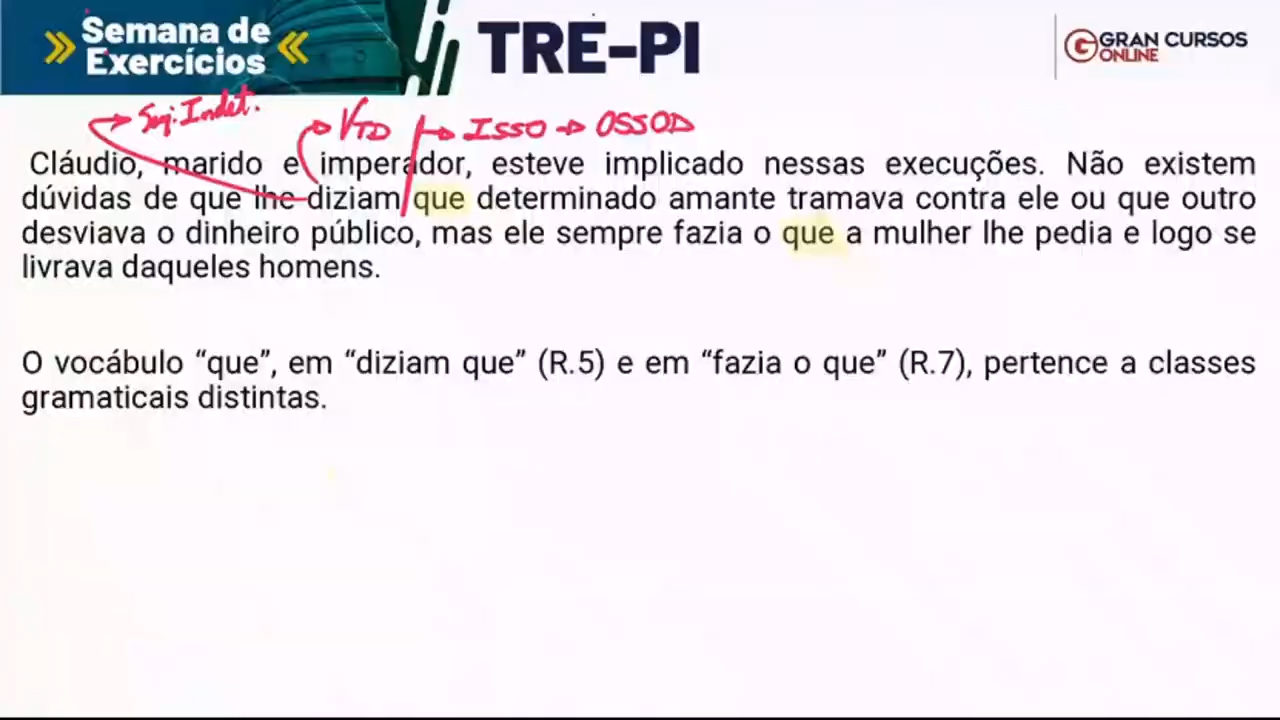 Semana de
Exercícios
TRE-PI
GRAN CURSOS
ONLINE
Suj. Indet.
VTD
ISSO → OSSOD
Cláudio, marido e imperador, esteve implicado nessas execuções. Não existem
dúvidas de que lhe diziam que determinado amante tramava contra ele ou que outro
desviava o dinheiro público, mas ele sempre fazia o que a mulher lhe pedia e logo se
livrava daqueles homens.
O vocábulo “que”, em “diziam que” (R.5) e em “fazia o que” (R.7), pertence a classes
gramaticais distintas.